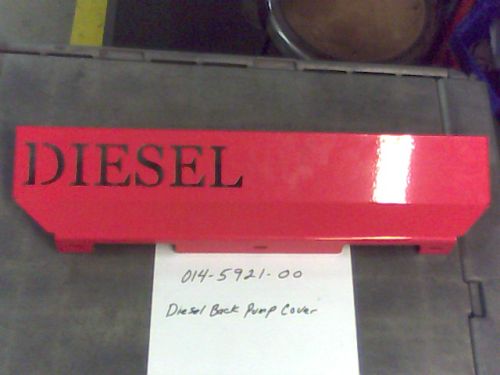 DIESEL
014-5921-00
Diesel Back Pump Cover